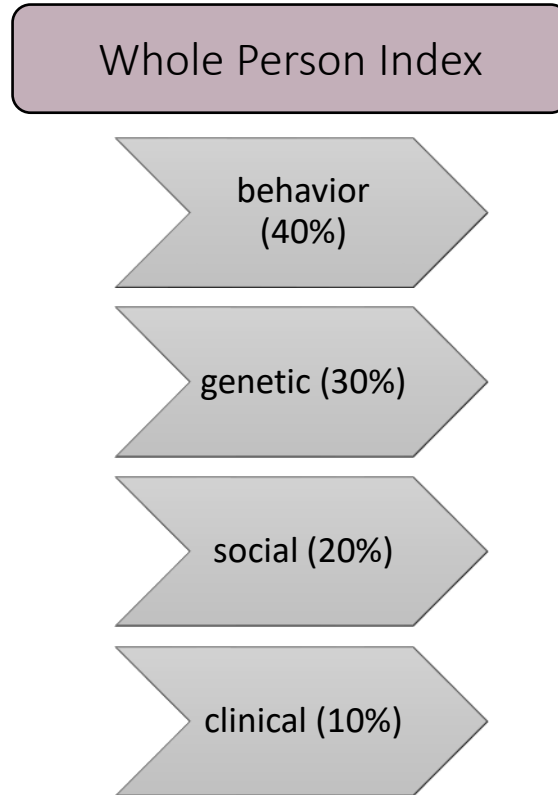 Whole Person Index
behavior
(40%)
genetic (30%)
social (20%)
clinical (10%)